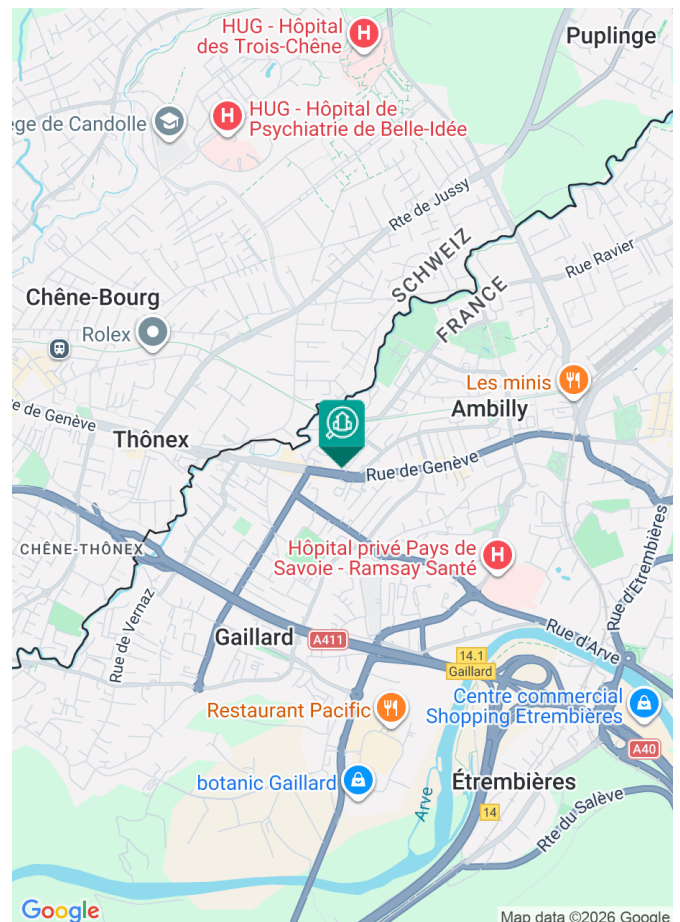 HUG - Hôpital
des Trois-Chêne
Puplinge
ege de Candolle
HUG - Hôpital de
Psychiatrie de Belle-Idée
Rte de Jussy
SCHWEIZ
FRANCE
Rue Ravier
Chêne-Bourg
Rolex
Les minis
Ambilly
e de Genève
Thônex
Rue de Genève
CHÊNE-THÔNEX
Hôpital privé Pays de
Savoie - Ramsay Santé
Rue d'Etrembières
Rue de Vernaz
Gaillard
A411
Rue d'Arve
14.1
Gaillard
Centre commercial
Shopping Etrembières
Restaurant Pacific
A40
botanic Gaillard
Étrembières
Arve
14
Rte du Salève
Google
Map data ©2026 Google